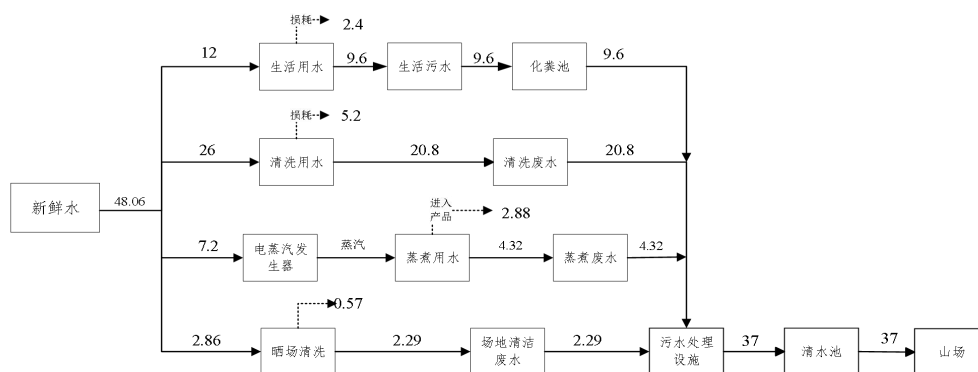 损耗
2.4
12
生活用水
9.6
生活污水
9.6
化粪池
9.6
损耗
5.2
26
清洗用水
20.8
清洗废水
20.8
新鲜水
48.06
进入
产品
2.88
7.2
电蒸汽发
生器
蒸汽
蒸煮用水
4.32
蒸煮废水
4.32
0.57
2.86
晒场清洗
2.29
场地清洁
废水
2.29
污水处理
设施
37
清水池
37
山场